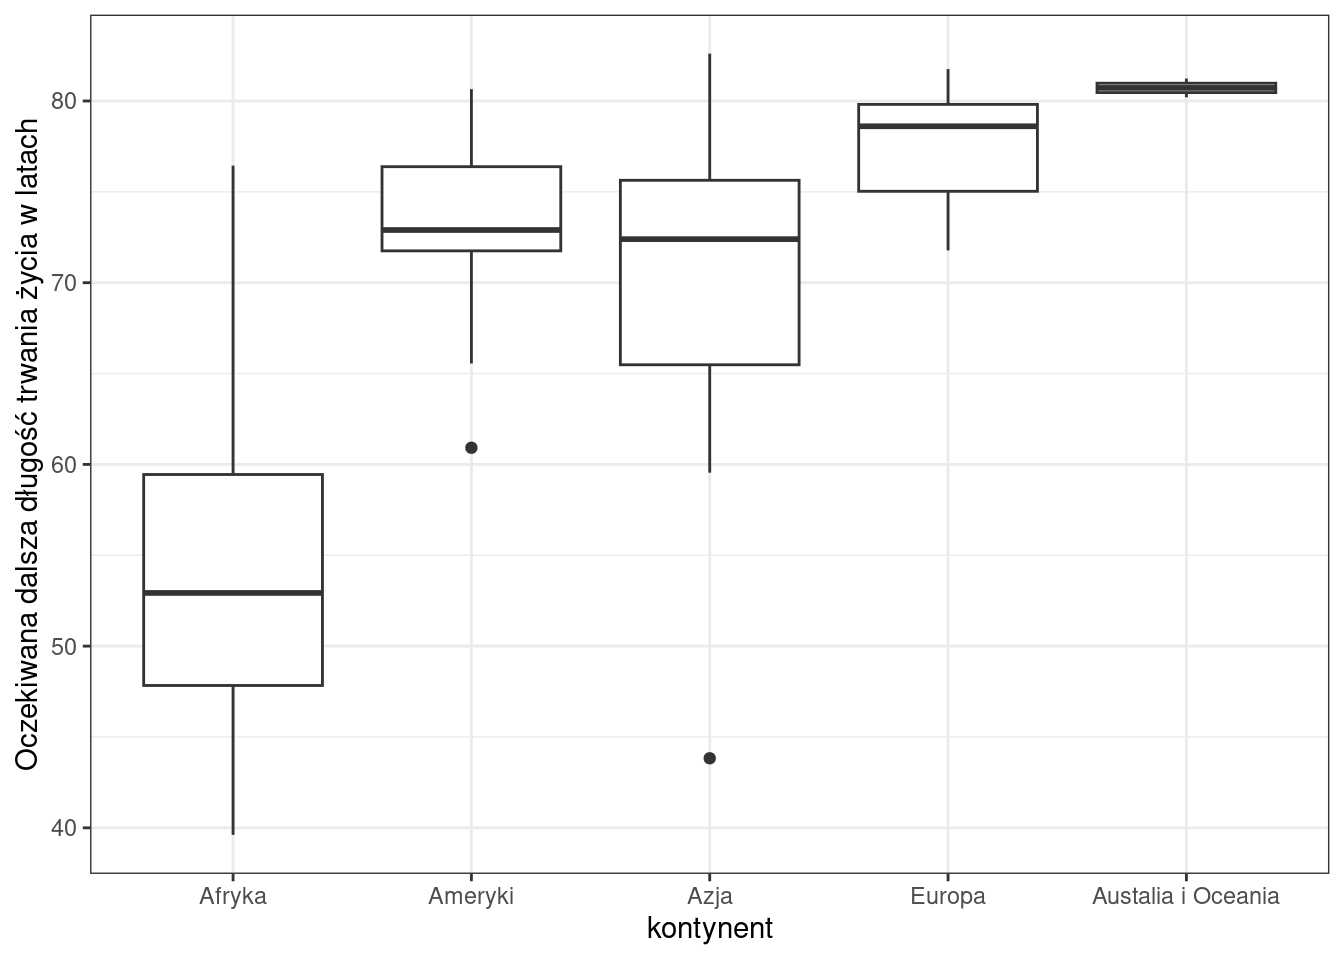 Oczekiwana dalsza długość trwania życia w latach
80
70
60
50
40
Afryka
Ameryki
Azja
Europa
Austalia i Oceania
kontynent